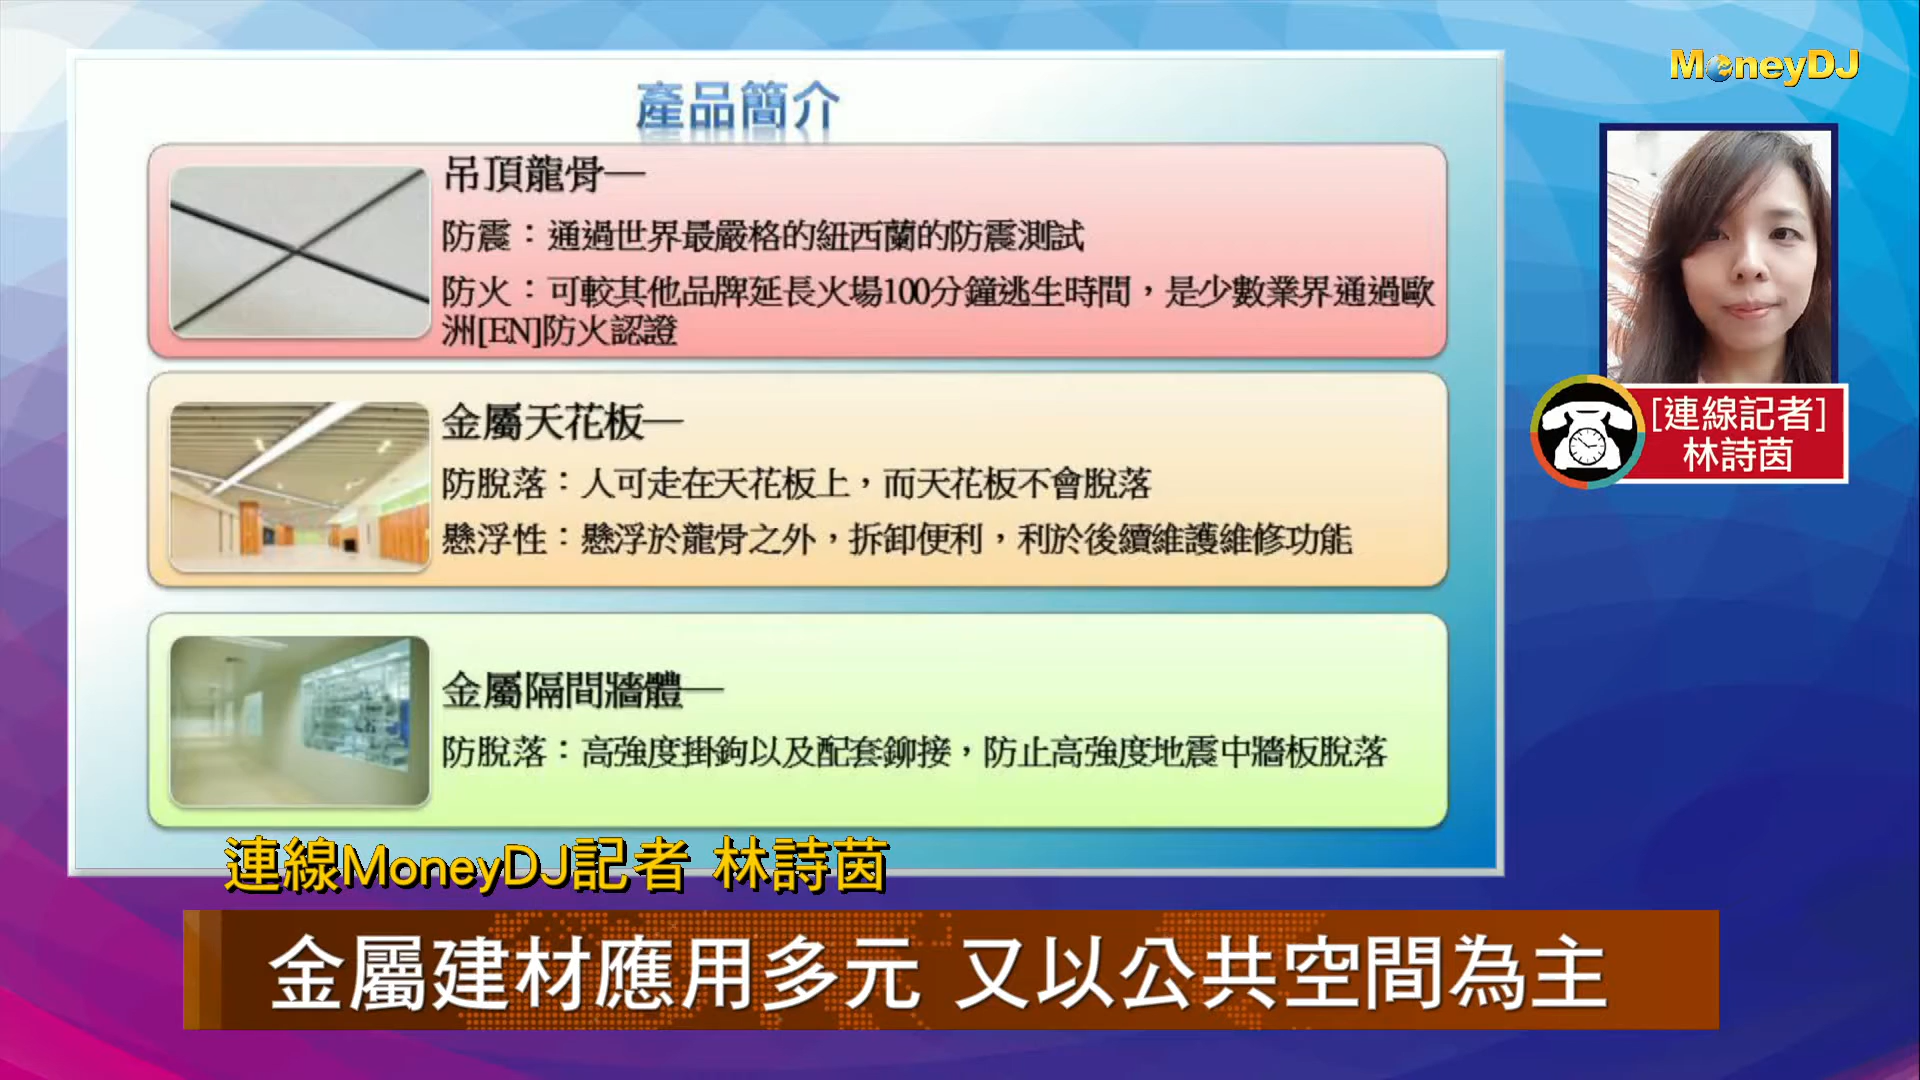 MoneyDJ
產品簡介
吊頂龍骨—
防震：通過世界最嚴格的紐西蘭的防震測試
防火：可較其他品牌延長火場100分鐘逃生時間，是少數業界通過歐
洲[EN]防火認證
金屬天花板—
防脫落：人可走在天花板上，而天花板不會脫落
懸浮性：懸浮於龍骨之外，拆卸便利，利於後續維護維修功能
金屬隔間牆體—
防脫落：高強度掛鉤以及配套鉚接，防止高強度地震中牆板脫落
[連線記者]
林詩茵
連線MoneyDJ記者 林詩茵
金屬建材應用多元 又以公共空間為主